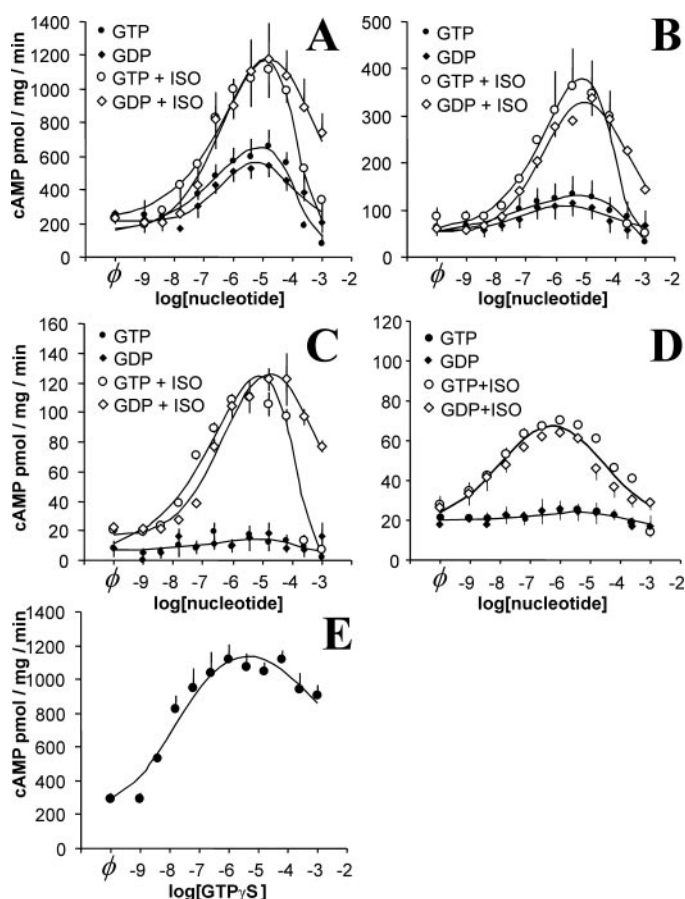 A
GTP
GDP
GTP + ISO
GDP + ISO
cAMP pmol / mg / min
1400
1200
1000
800
600
400
200
0
ϕ -9 -8 -7 -6 -5 -4 -3 -2
log[nucleotide]
B
GTP
GDP
GTP + ISO
GDP + ISO
500
400
300
200
100
0
ϕ -9 -8 -7 -6 -5 -4 -3 -2
log[nucleotide]
C
GTP
GDP
GTP + ISO
GDP + ISO
cAMP pmol / mg / min
160
140
120
100
80
60
40
20
0
ϕ -9 -8 -7 -6 -5 -4 -3 -2
log[nucleotide]
D
GTP
GDP
GTP+ISO
GDP+ISO
120
100
80
60
40
20
0
ϕ -9 -8 -7 -6 -5 -4 -3 -2
log[nucleotide]
E
cAMP pmol / mg / min
1400
1200
1000
800
600
400
200
0
ϕ -9 -8 -7 -6 -5 -4 -3 -2
log[GTPγS]